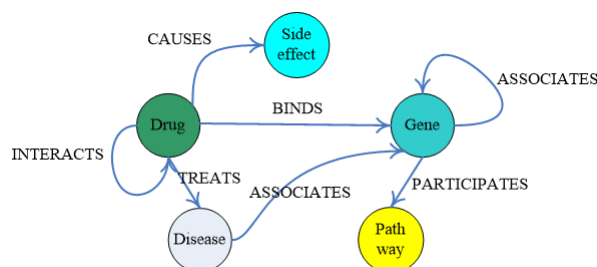 Side
effect
CAUSES
ASSOCIATES
BINDS
Drug
Gene
INTERACTS
TREATS
ASSOCIATES
PARTICIPATES
Disease
Path
way